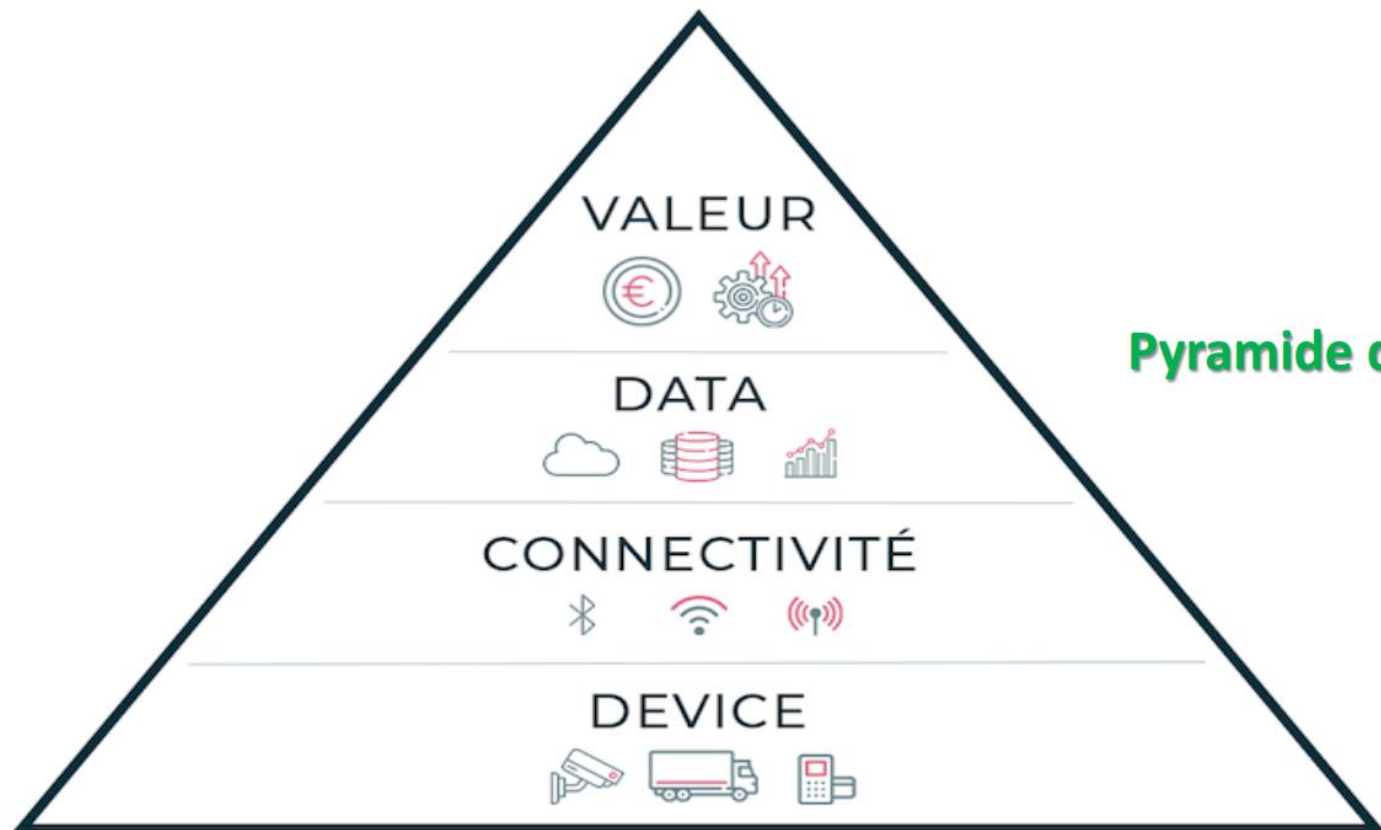 VALEUR
€
DATA
Pyramide
CONNECTIVITÉ
DEVICE